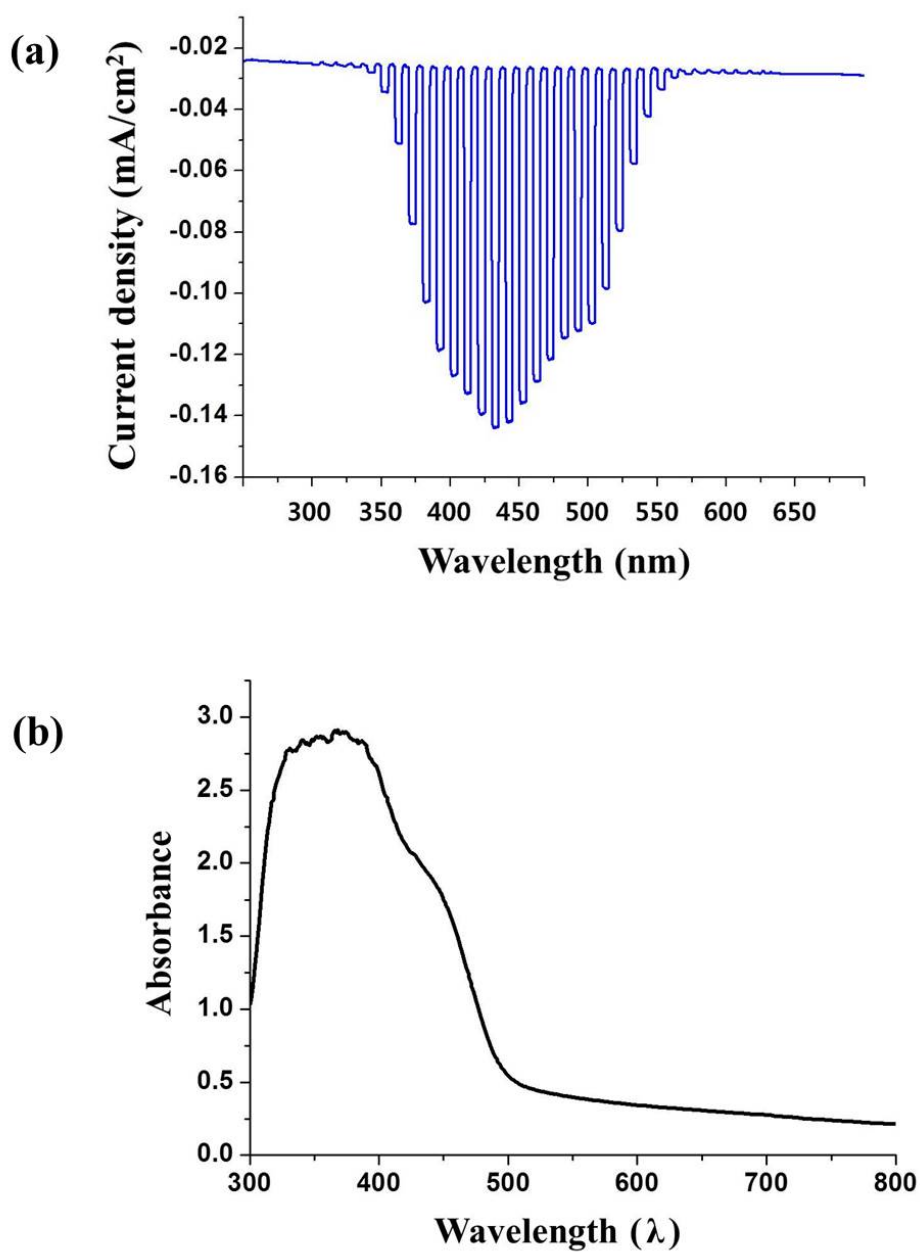 (a)
Current density (mA/cm²)
-0.02
-0.04
-0.06
-0.08
-0.10
-0.12
-0.14
-0.16
300 350 400 450 500 550 600 650
Wavelength (nm)
(b)
Absorbance
3.0
2.5
2.0
1.5
1.0
0.5
0.0
300 400 500 600 700 800
Wavelength (λ)